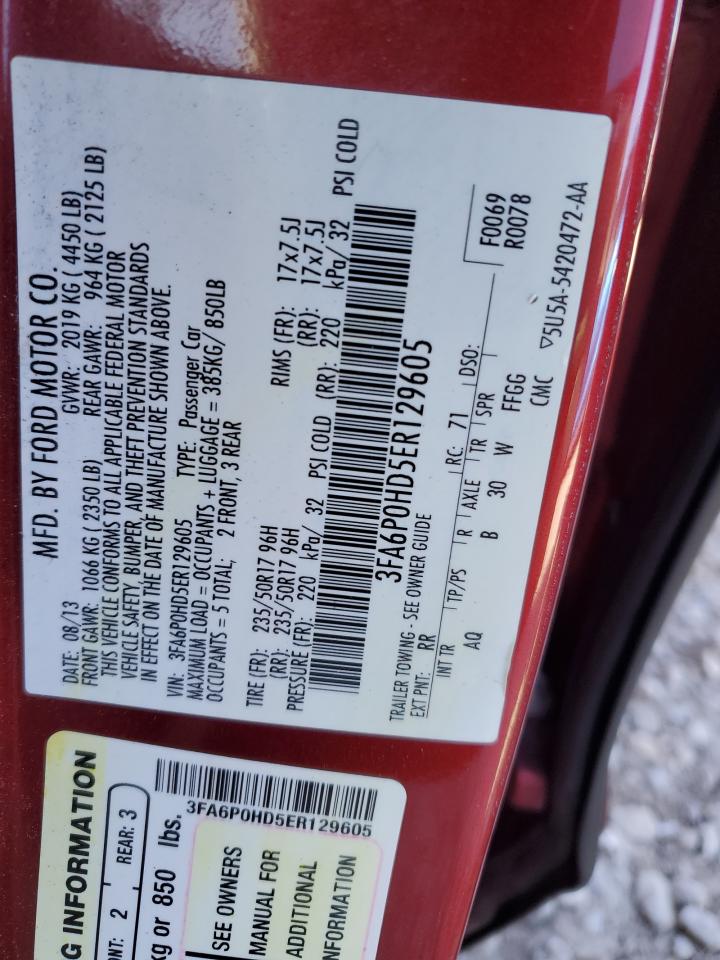 MFD. BY FORD MOTOR CO.
DATE: 08/13 GVWR: 2019 KG ( 4450 LB)
FRONT GAWR: 1066 KG ( 2350 LB) REAR GAWR: 964 KG ( 2125 LB)
THIS VEHICLE CONFORMS TO ALL APPLICABLE FEDERAL MOTOR
VEHICLE SAFETY, BUMPER, AND THEFT PREVENTION STANDARDS
IN EFFECT ON THE DATE OF MANUFACTURE SHOWN ABOVE.
VIN: 3FA6P0HD5ER129605 TYPE: Passenger Car
MAXIMUM LOAD = OCCUPANTS + LUGGAGE = 385KG/ 850LB
OCCUPANTS = 5 TOTAL; 2 FRONT, 3 REAR
TIRE (FR): 235/50R17 96H RIMS (FR): 17x7.5J
(RR): 235/50R17 96H (RR): 17x7.5J
PRESSURE (FR): 220 kPa/ 32 PSI COLD (RR): 220 kPa/ 32 PSI COLD
3FA6P0HD5ER129605
TRAILER TOWING - SEE OWNER GUIDE
EXT PNT: RR RC: 71 DSO:
INT TR TP/PS R AXLE TR SPR
AQ B 30 W FFGG
F0069
R0078
CMC
▽5U5A-5420472-AA
G INFORMATION
ONT: 2 REAR: 3
kg or 850 lbs.
3FA6P0HD5ER129605
SEE OWNERS
MANUAL FOR
ADDITIONAL
INFORMATION